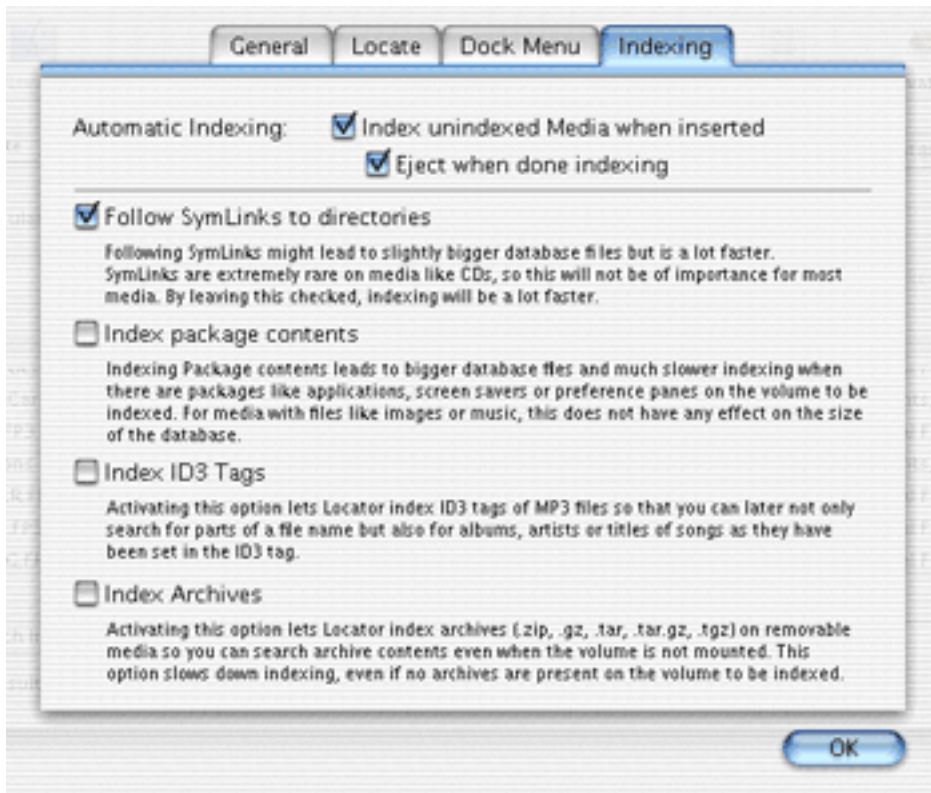 General Locate Dock Menu Indexing
Automatic Indexing: Index unindexed Media when inserted
Eject when done indexing
Follow SymLinks to directories
Following SymLinks might lead to slightly bigger database files but is a lot faster.
SymLinks are extremely rare on media like CDs, so this will not be of importance for most
media. By leaving this checked, indexing will be a lot faster.
Index package contents
Indexing Package contents leads to bigger database files and much slower indexing when
there are packages like applications, screen savers or preference panes on the volume to be
indexed. For media with files like images or music, this does not have any effect on the size
of the database.
Index ID3 Tags
Activating this option lets Locator index ID3 tags of MP3 files so that you can later not only
search for parts of a file name but also for albums, artists or titles of songs as they have
been set in the ID3 tag.
Index Archives
Activating this option lets Locator index archives (.zip, .gz, .tar, .tar.gz, .tgz) on removable
media so you can search archive contents even when the volume is not mounted. This
option slows down indexing, even if no archives are present on the volume to be indexed.
OK